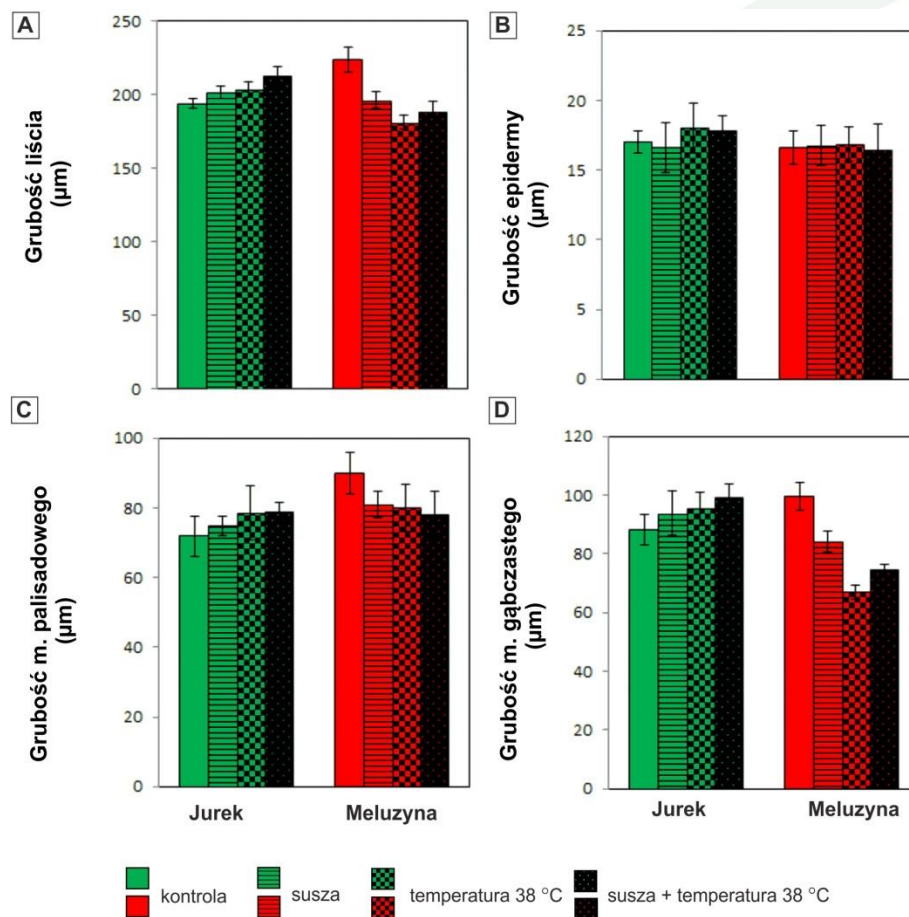 A
Grubość liścia
(µm)
250
200
150
100
50
0
B
Grubość epidermy
(µm)
25
20
15
10
5
0
C
Grubość m. palisadowego
(µm)
100
80
60
40
20
0
Jurek
Meluzyna
D
Grubość m. gąbczastego
(µm)
120
100
80
60
40
20
0
Jurek
Meluzyna
kontrola
susza
temperatura 38 °C
susza + temperatura 38 °C